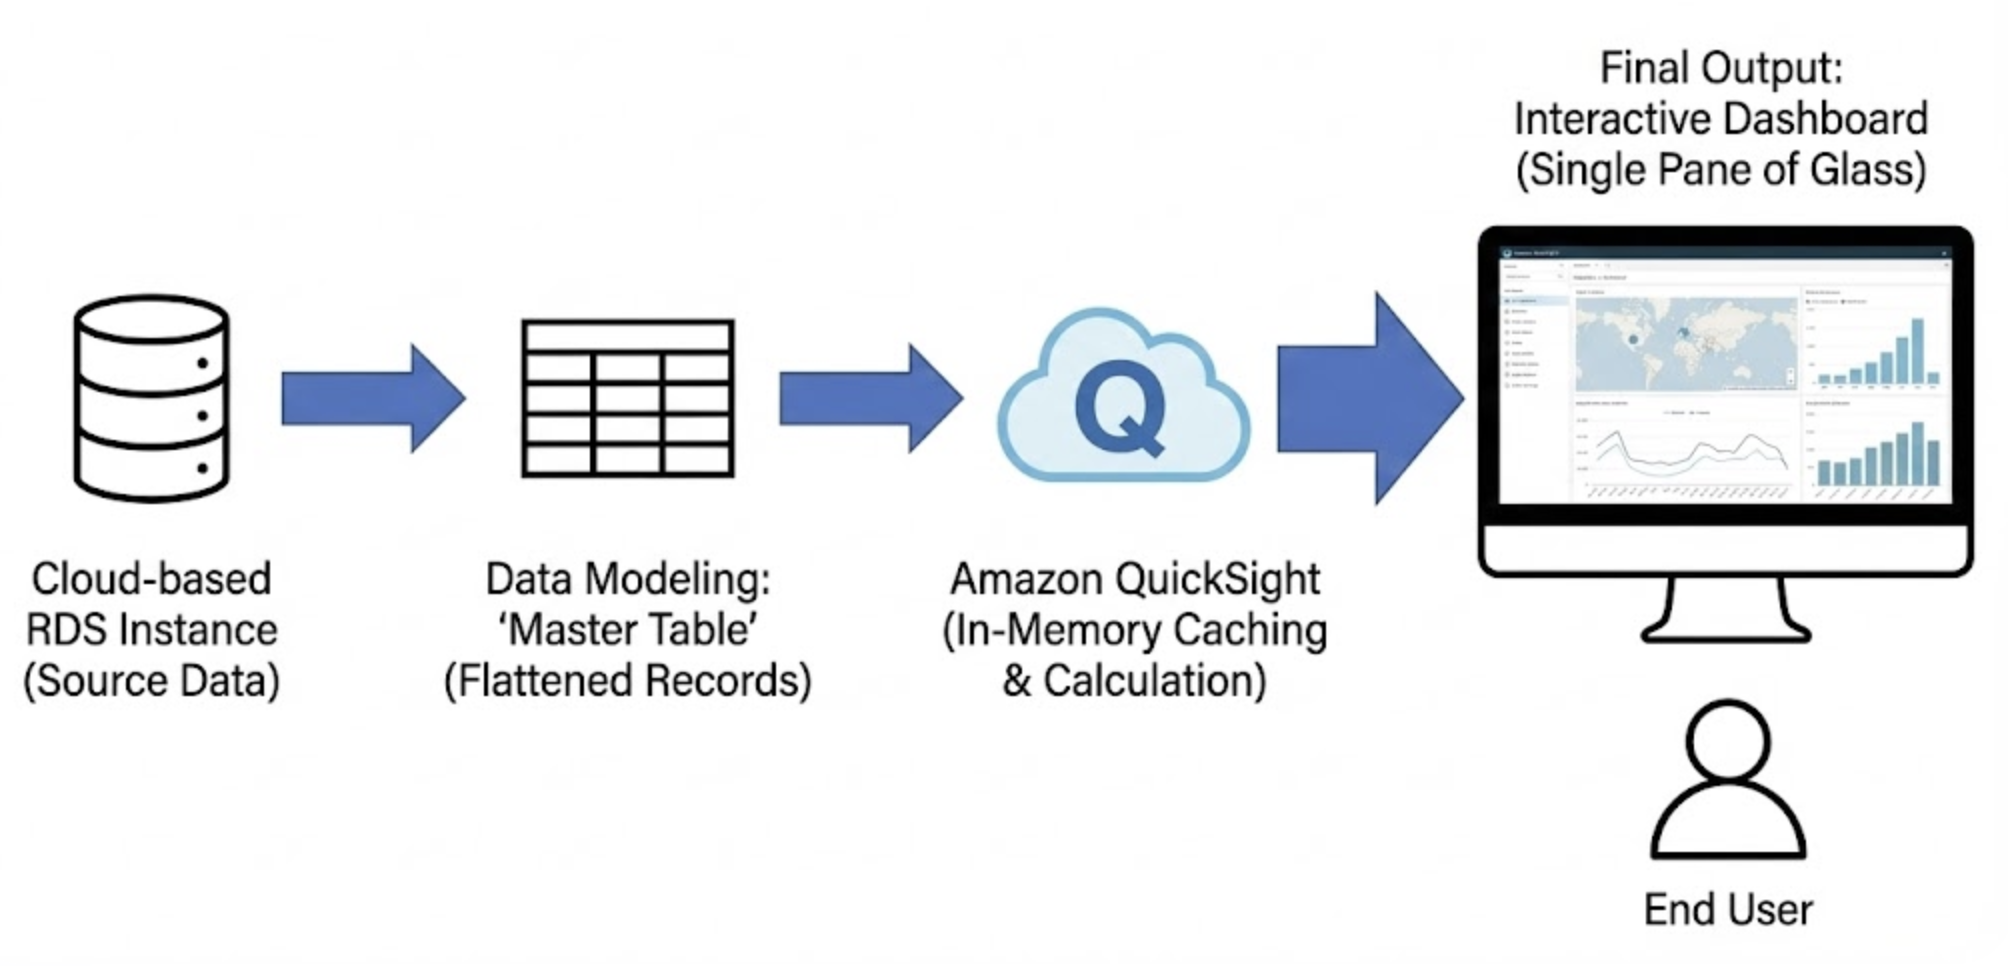 Final Output:
Interactive Dashboard
(Single Pane of Glass)
Q
Cloud-based
RDS Instance
(Source Data)
Data Modeling:
‘Master Table’
(Flattened Records)
Amazon QuickSight
(In-Memory Caching
& Calculation)
End User